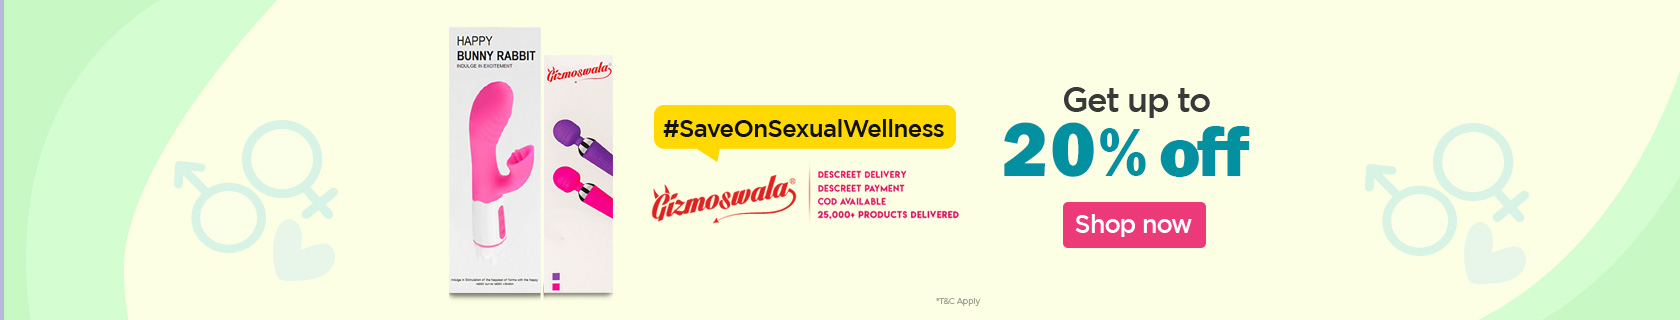 HAPPY
BUNNY RABBIT
INDULGE IN EXCITEMENT
Gizmoswala
#SaveOnSexualWellness
Gizmoswala®
DESCREET DELIVERY
DESCREET PAYMENT
COD AVAILABLE
25,000+ PRODUCTS DELIVERED
Get up to
20% off
Shop now
*T&C Apply